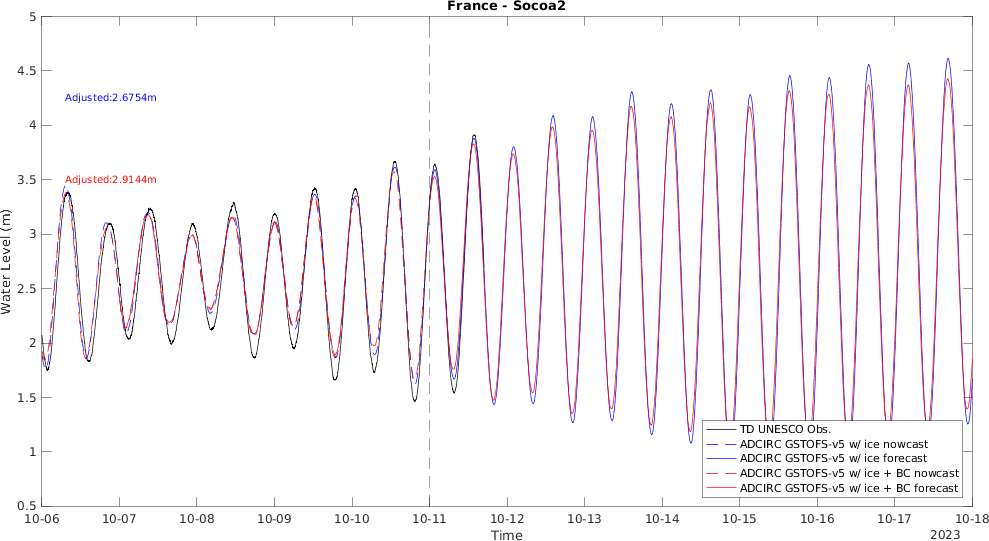 France - Socoa2
5
4.5
4
3.5
3
2.5
2
1.5
1
0.5
Water Level (m)
Adjusted:2.6754m
Adjusted:2.9144m
TD UNESCO Obs.
ADCIRC GSTOFS-v5 w/ ice nowcast
ADCIRC GSTOFS-v5 w/ ice forecast
ADCIRC GSTOFS-v5 w/ ice + BC nowcast
ADCIRC GSTOFS-v5 w/ ice + BC forecast
10-06 10-07 10-08 10-09 10-10 10-11 10-12 10-13 10-14 10-15 10-16 10-17 10-18
Time
2023